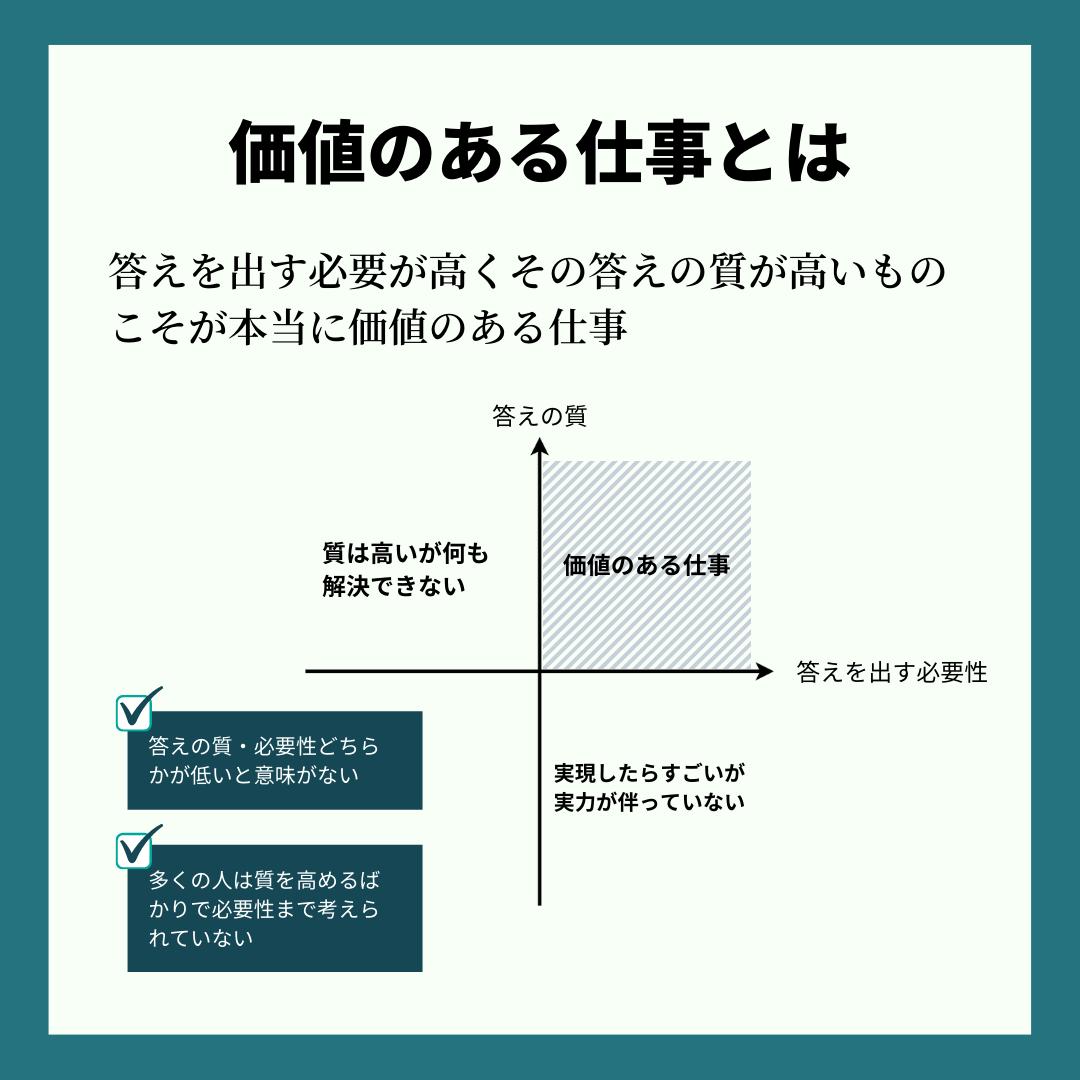 価値のある仕事とは
答えを出す必要が高くその答えの質が高いもの
こそが本当に価値のある仕事
答えの質
質は高いが何も
解決できない
価値のある仕事
答えを出す必要性
答えの質・必要性どちら
かが低いと意味がない
実現したらすごいが
実力が伴っていない
多くの人は質を高めるば
かりで必要性まで考えら
れていない